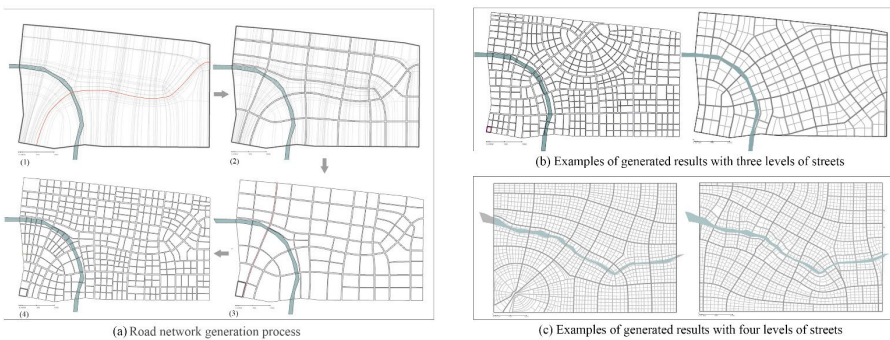 (1)
(2)
(4)
(3)
(a) Road network generation process
(b) Examples of generated results with three levels of streets
(c) Examples of generated results with four levels of streets